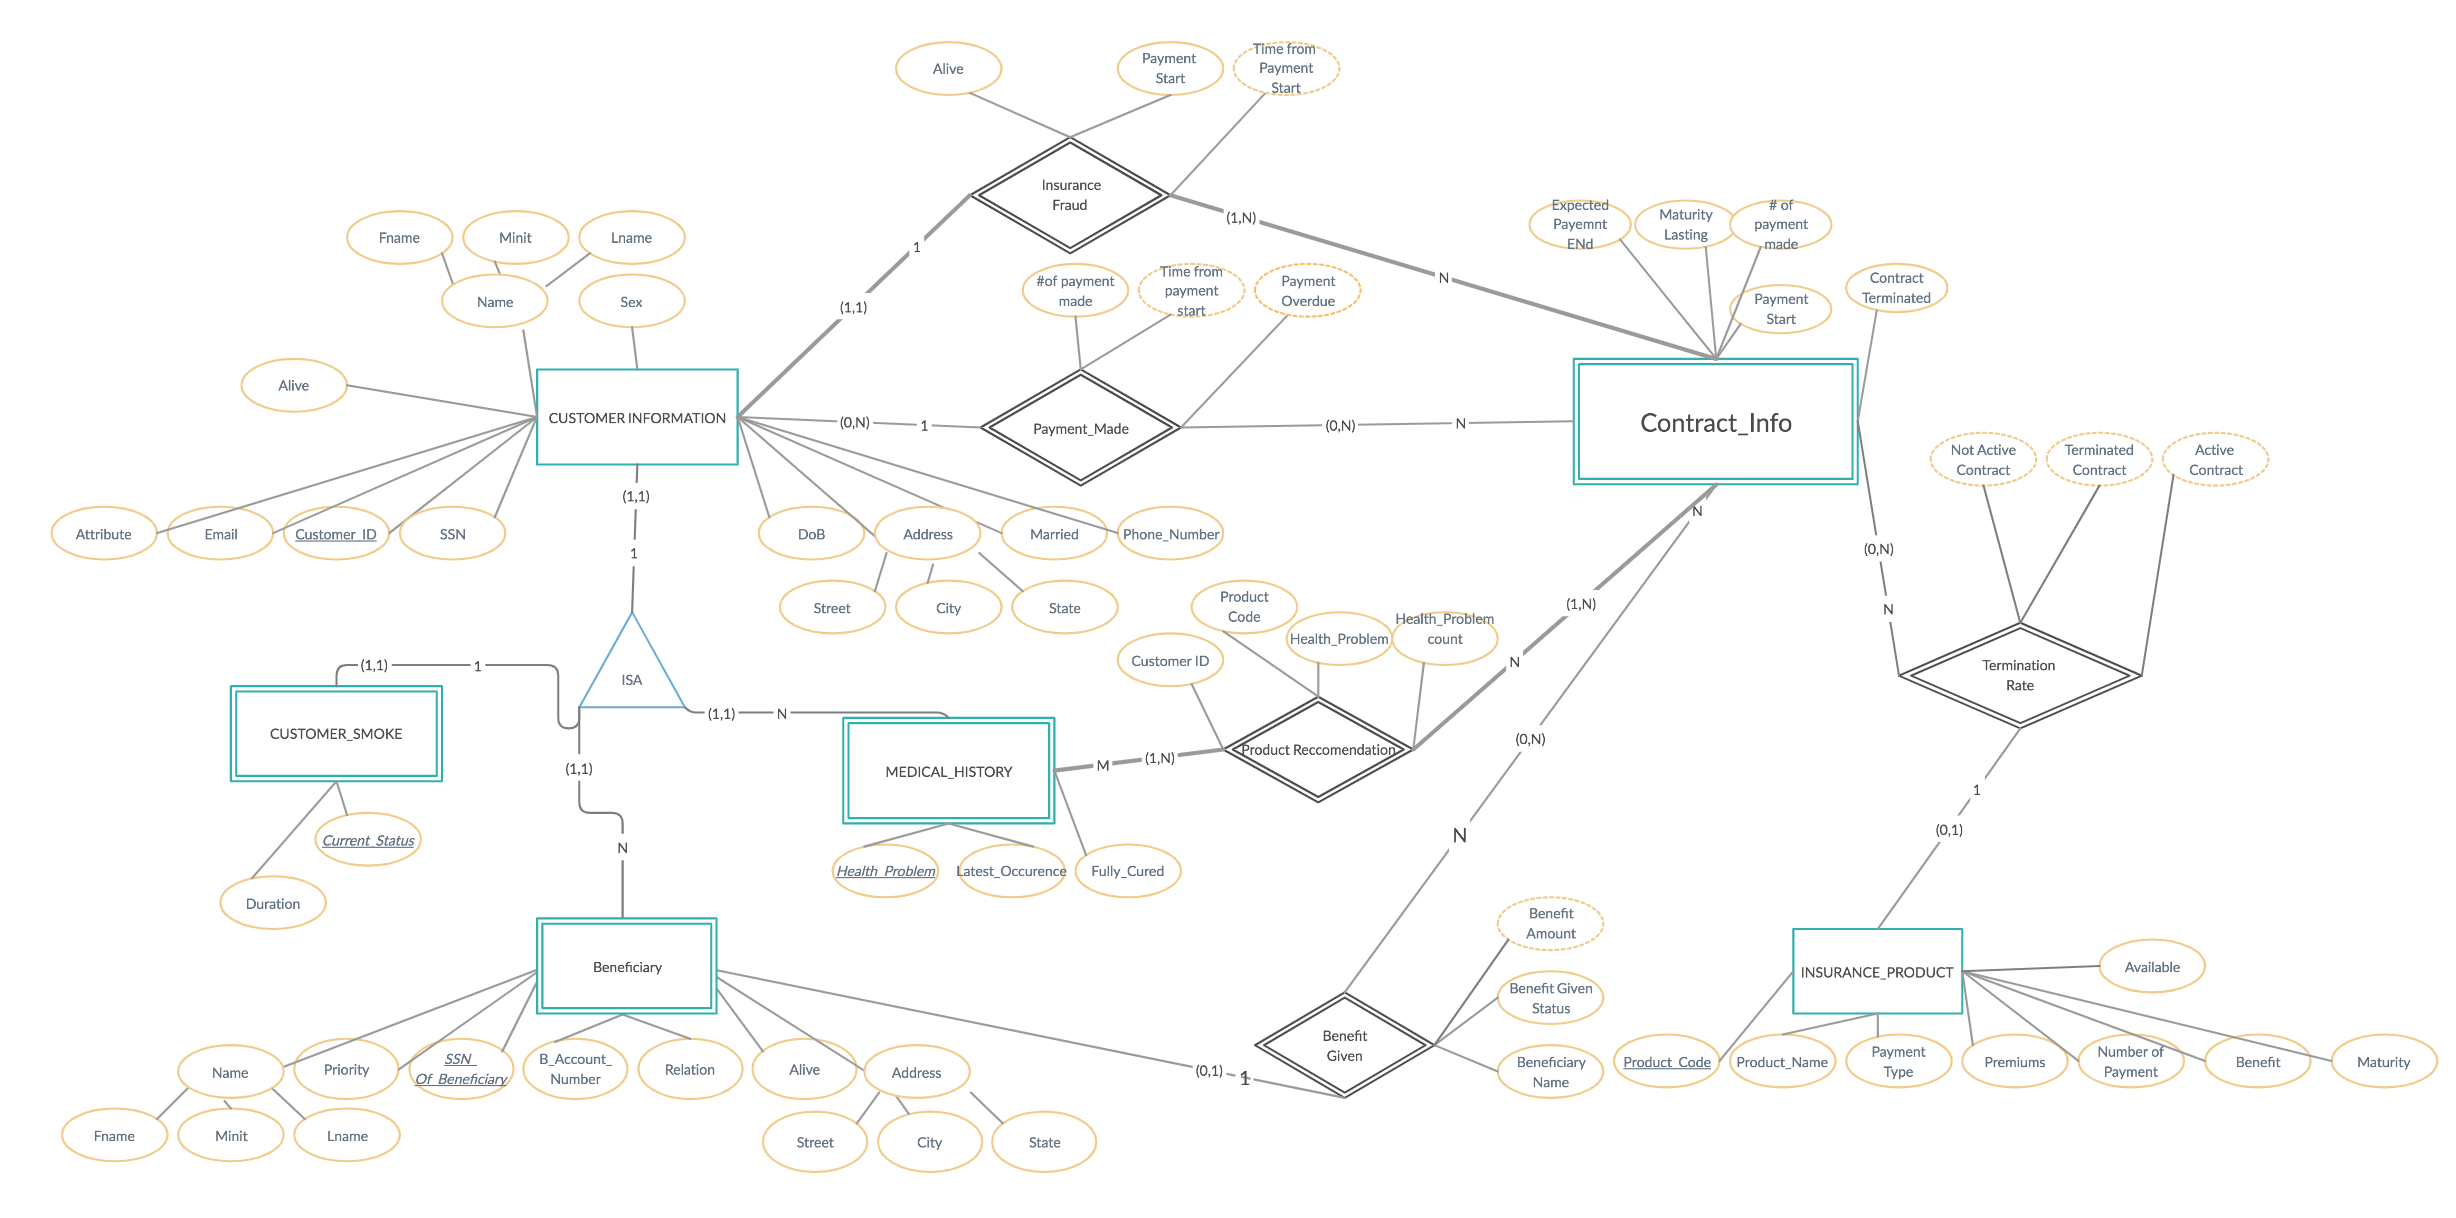 Alive
Payment
Start
Time from
Payment
Start
Insurance
Fraud
1
(1,N)
(1,1)
N
Fname
Minit
Lname
Name
Sex
Alive
CUSTOMER INFORMATION
#of payment
made
Time from
payment
start
Payment
Overdue
(0,N)
1
Payment_Made
(0,N)
N
Expected
Payemnt
ENd
Maturity
Lasting
# of
payment
made
Payment
Start
Contract
Terminated
Contract_Info
Not Active
Contract
Terminated
Contract
Active
Contract
Attribute
Email
Customer_ID
SSN
(1,1)
1
DoB
Address
Married
Phone_Number
Street
City
State
N
(0,N)
N
Termination
Rate
1
(0,1)
ISA
(1,1)
1
CUSTOMER_SMOKE
Current_Status
Duration
(1,1)
N
(1,1)
N
MEDICAL_HISTORY
Health_Problem
Latest_Occurence
Fully_Cured
M
(1,N)
Customer ID
Product
Code
Health_Problem
Health_Problem
count
Product Reccomendation
(1,N)
N
(0,N)
N
Beneficiary
Name
Priority
SSN_
Of_Beneficiary
B_Account_
Number
Relation
Alive
Address
Fname
Minit
Lname
Street
City
State
(0,1)
1
Benefit
Given
Benefit
Amount
Benefit Given
Status
Beneficiary
Name
INSURANCE_PRODUCT
Available
Product_Code
Product_Name
Payment
Type
Premiums
Number of
Payment
Benefit
Maturity